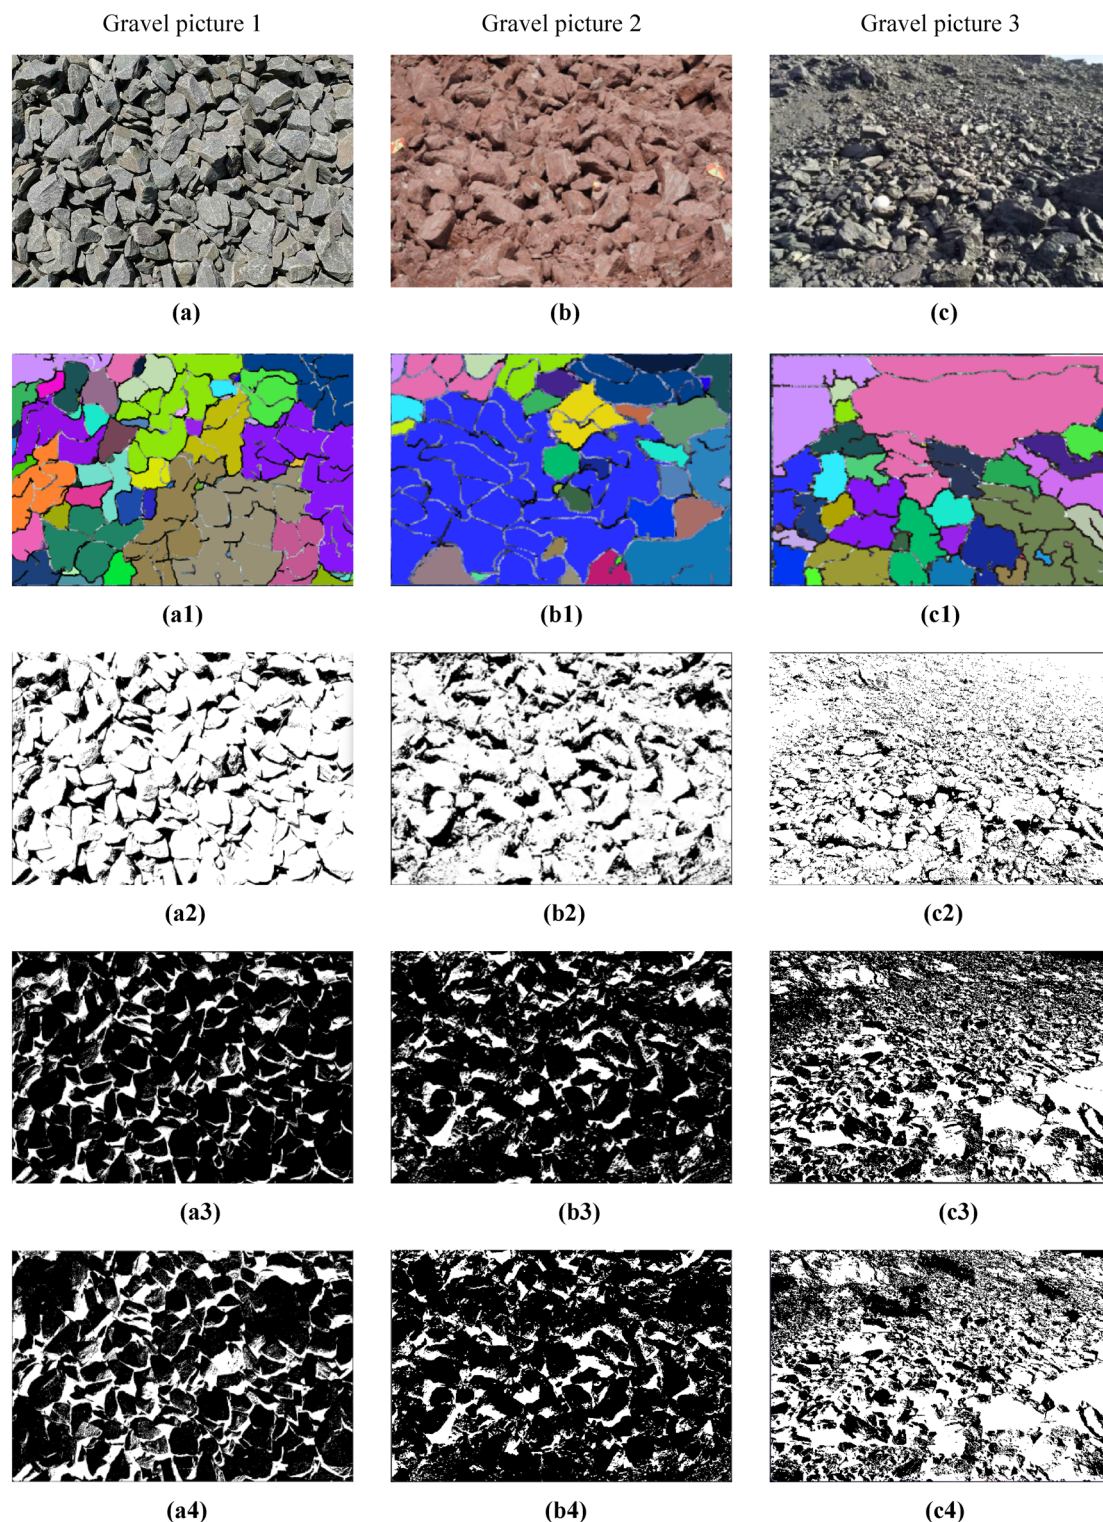 Gravel picture 1 Gravel picture 2 Gravel picture 3
(a) (b) (c)
(a1) (b1) (c1)
(a2) (b2) (c2)
(a3) (b3) (c3)
(a4) (b4) (c4)